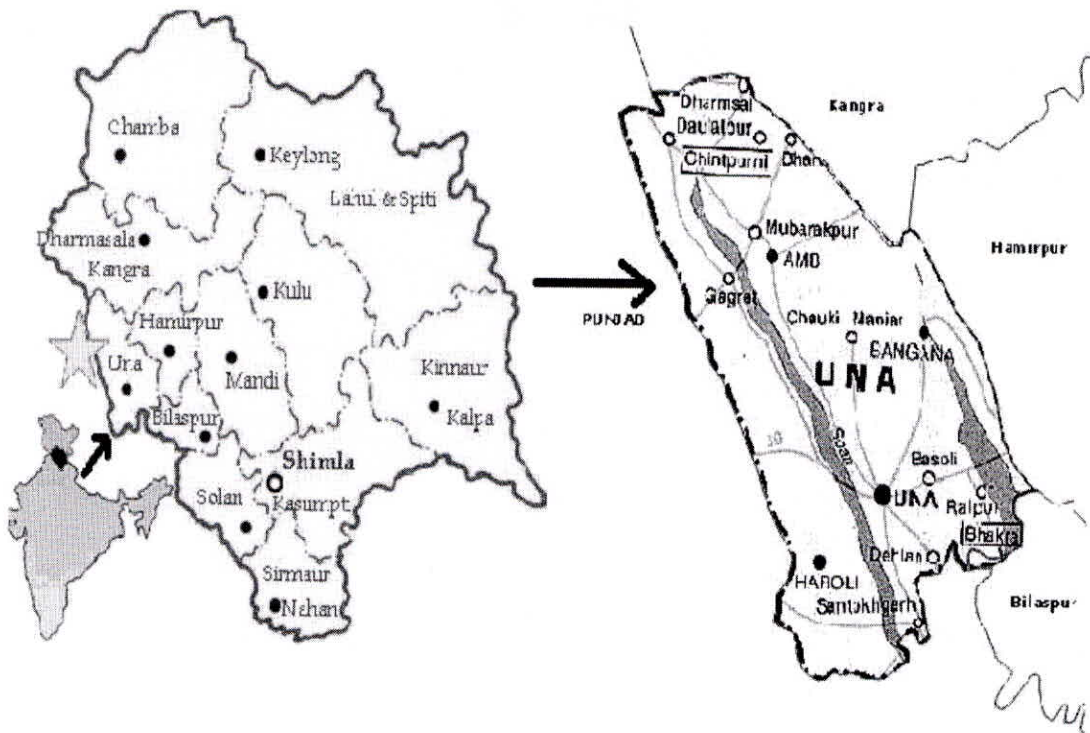 Chamba
Keylong
Lahul & Spiti
Dharmasala
Kangra
Kulu
Hamirpur
Una
Mandi
Kinnaur
Bilaspur
Kalpa
Shimla
Solan
Kasumpt
Sirmaur
Nahan
Dharmsal
Kangra
Daulatpur
Chintpurni
Dhar
Mubarakpur
Hamirpur
AMB
Gagret
PUNJAB
Chauki Maniar
BANGANA
UNA
Soan
Basoli
UNA
Raipur
Bhakra
Dehlan
HAROLI
Santokhgarh
Bilaspur